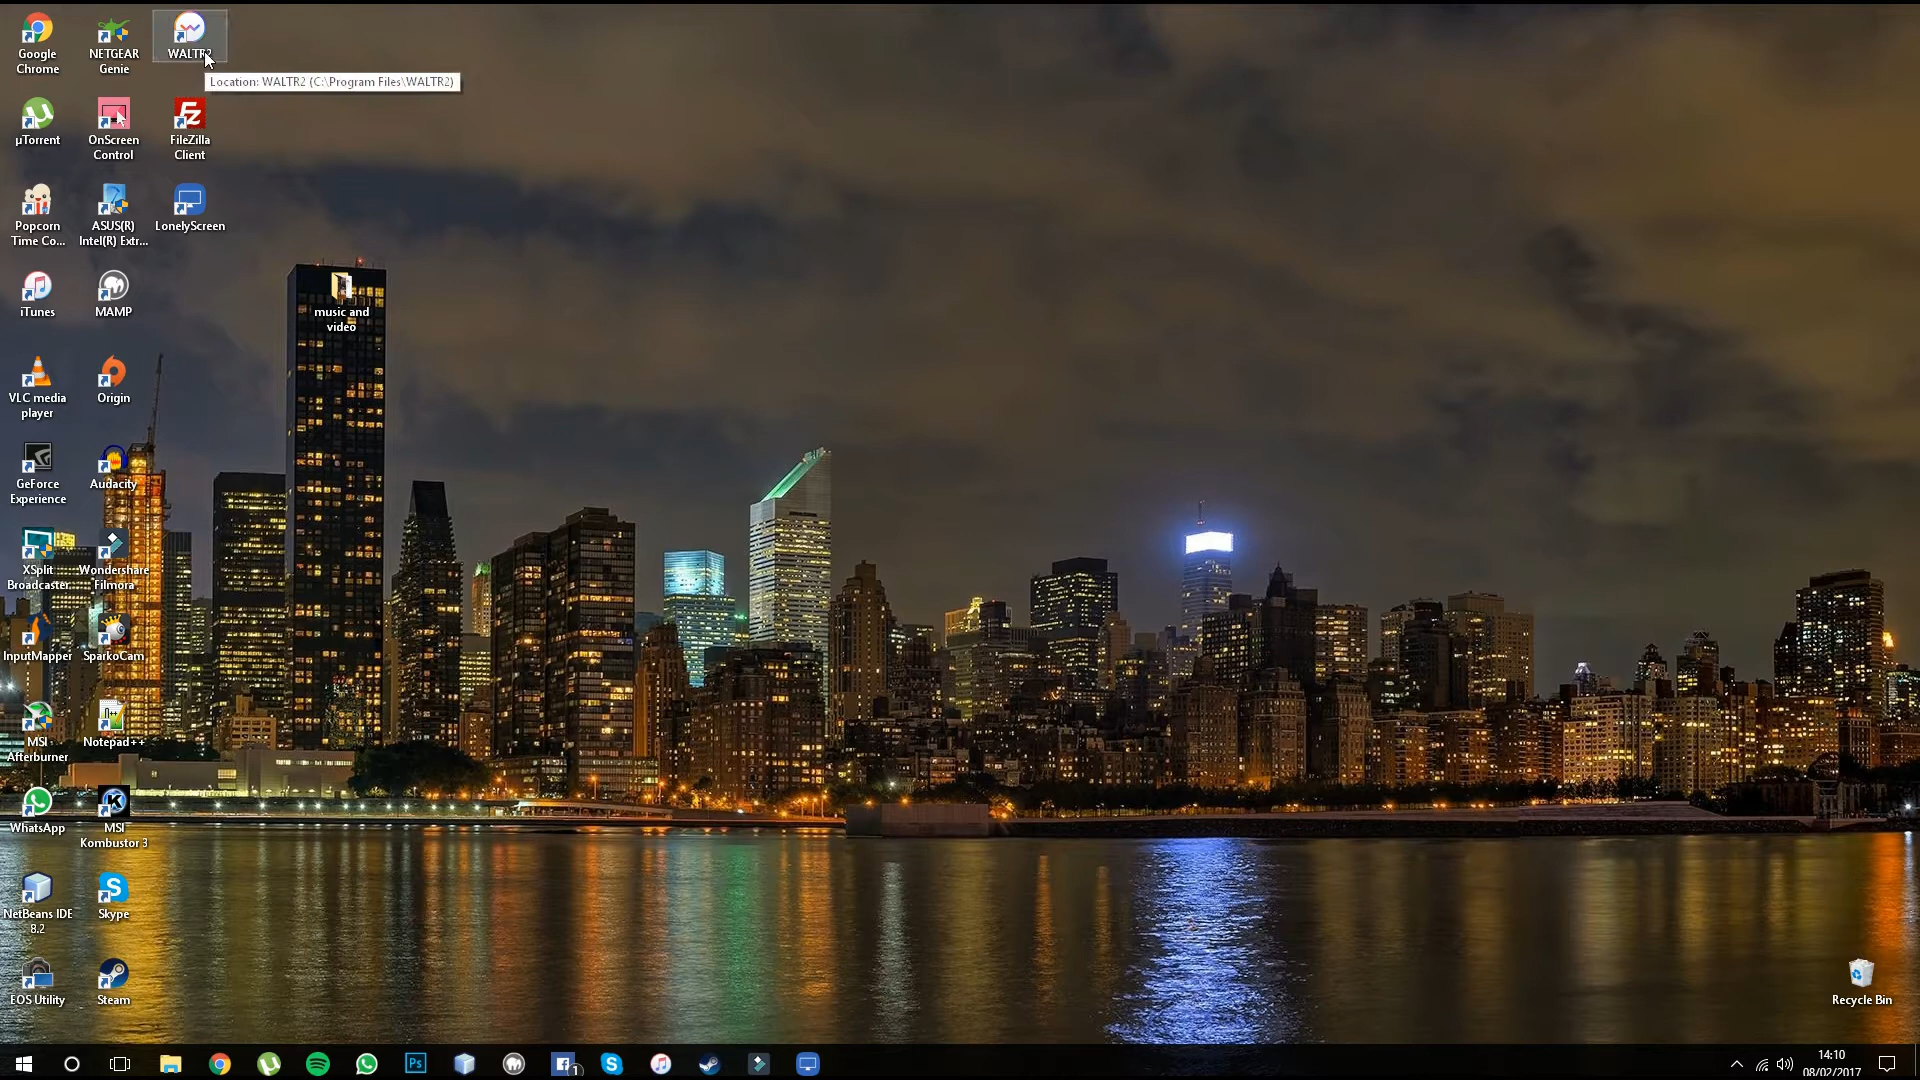 Google
Chrome
NETGEAR
Genie
WALTR2
Location: WALTR2 (C:\Program Files\WALTR2)
µTorrent
OnScreen
Control
FileZilla
Client
Popcorn
Time Co...
ASUS(R)
Intel(R) Extr...
LonelyScreen
iTunes
MAMP
music and
video
VLC media
player
Origin
GeForce
Experience
Audacity
XSplit
Broadcaster
Wondershare
Filmora
InputMapper
SparkoCam
MSI
Afterburner
Notepad++
WhatsApp
MSI
Kombustor 3
NetBeans IDE
8.2
Skype
EOS Utility
Steam
Recycle Bin
Ps
1
14:10
08/02/2017